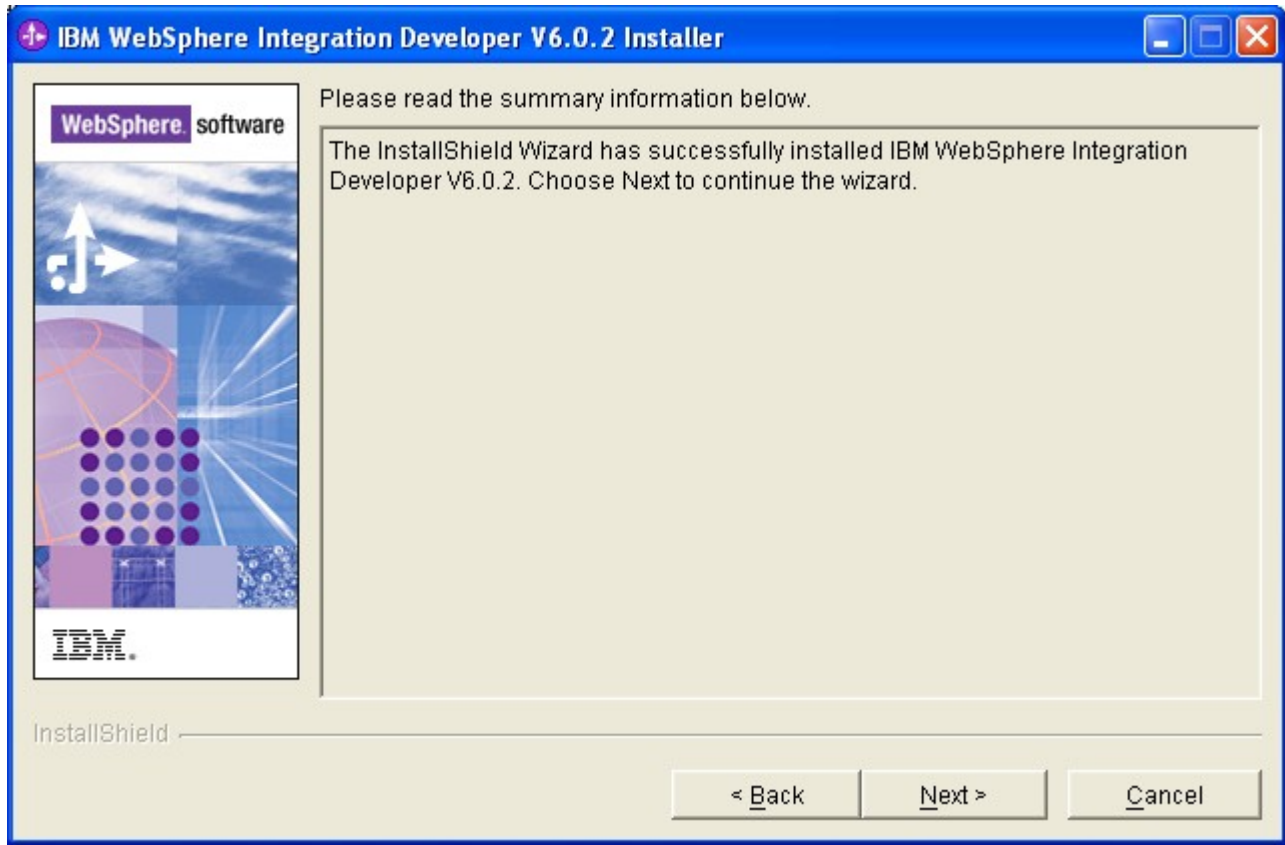 IBM WebSphere Integration Developer V6.0.2 Installer
WebSphere. software
Please read the summary information below.
The InstallShield Wizard has successfully installed IBM WebSphere Integration
Developer V6.0.2. Choose Next to continue the wizard.
IBM.
InstallShield
< Back
Next >
Cancel